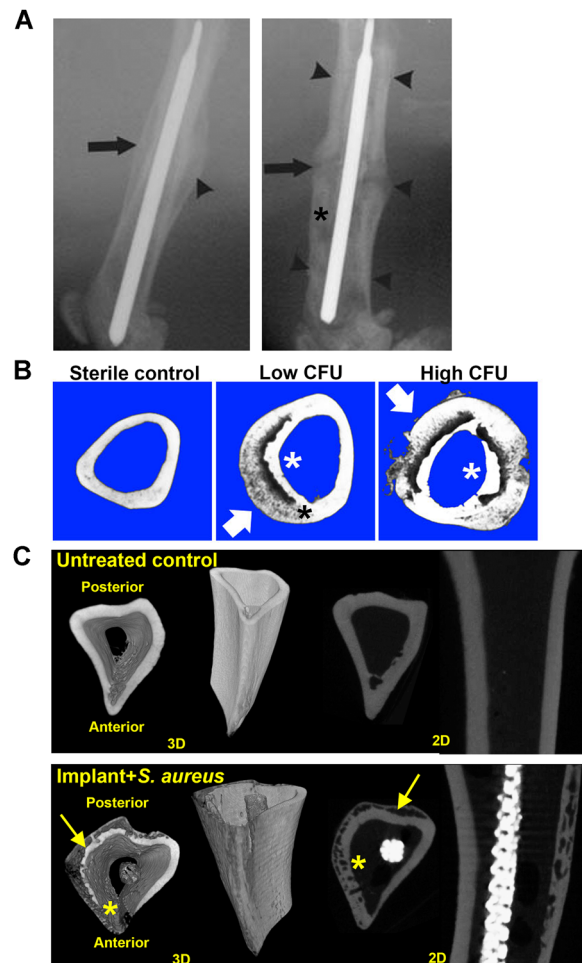 A
*
*
B
Sterile control
Low CFU
High CFU
*
*
*
C
Untreated control
Posterior
Anterior
3D
2D
Implant+S. aureus
Posterior
*
*
Anterior
3D
2D